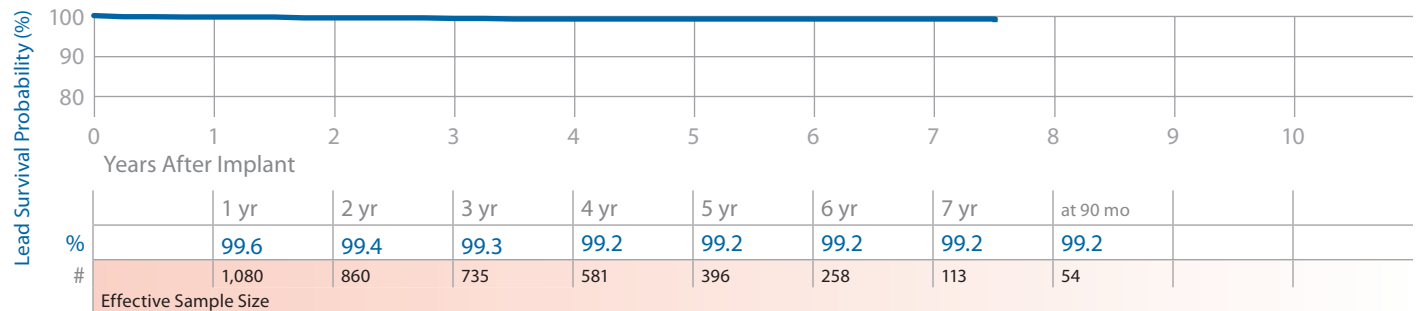 Lead Survival Probability (%)
100
90
80
0 1 2 3 4 5 6 7 8 9 10
Years After Implant
1 yr 2 yr 3 yr 4 yr 5 yr 6 yr 7 yr at 90 mo
% 99.6 99.4 99.3 99.2 99.2 99.2 99.2 99.2
# 1,080 860 735 581 396 258 113 54
Effective Sample Size